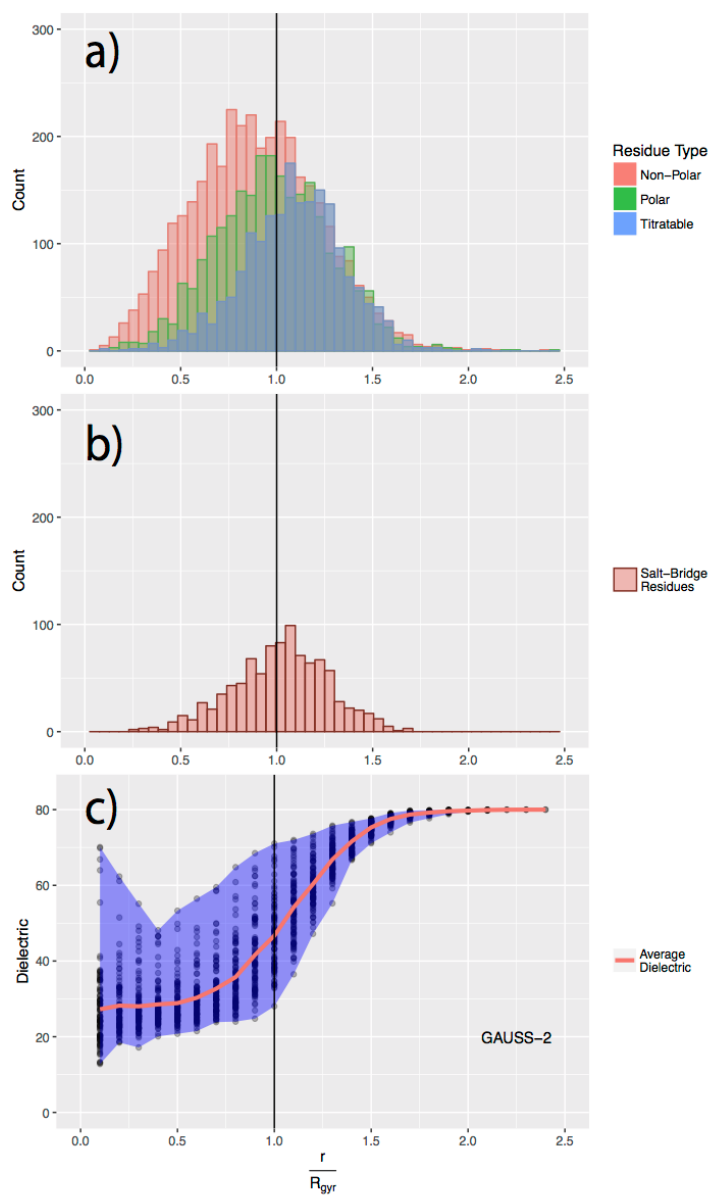 a)
300
200
100
0
Count
0.0 0.5 1.0 1.5 2.0 2.5
Residue Type
Non-Polar
Polar
Titratable
b)
300
200
100
0
Count
0.0 0.5 1.0 1.5 2.0 2.5
Salt-Bridge
Residues
c)
80
60
40
20
0
Dielectric
GAUSS-2
0.0 0.5 1.0 1.5 2.0 2.5
r
Rgyr
Average
Dielectric